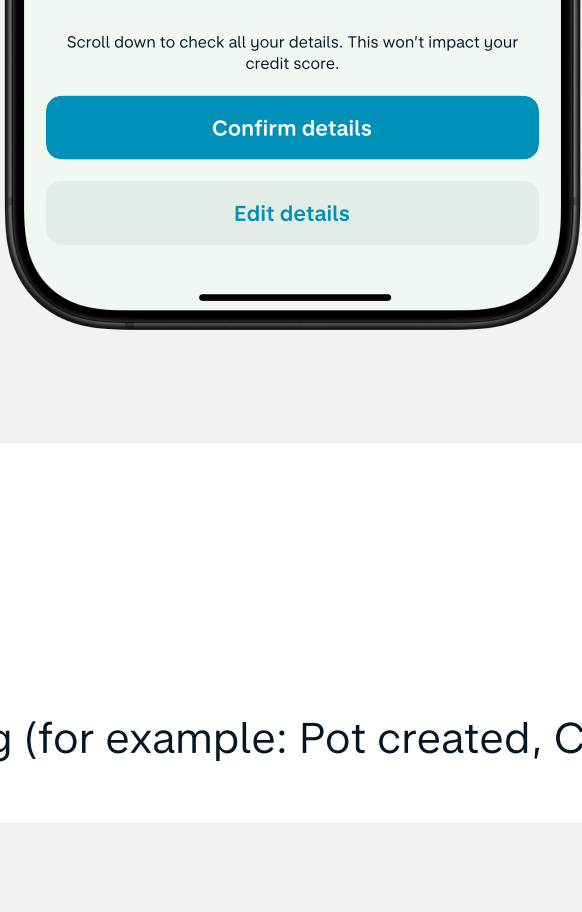 Scroll down to check all your details. This won’t impact your
credit score.
Confirm details
Edit details
(for example: Pot created,